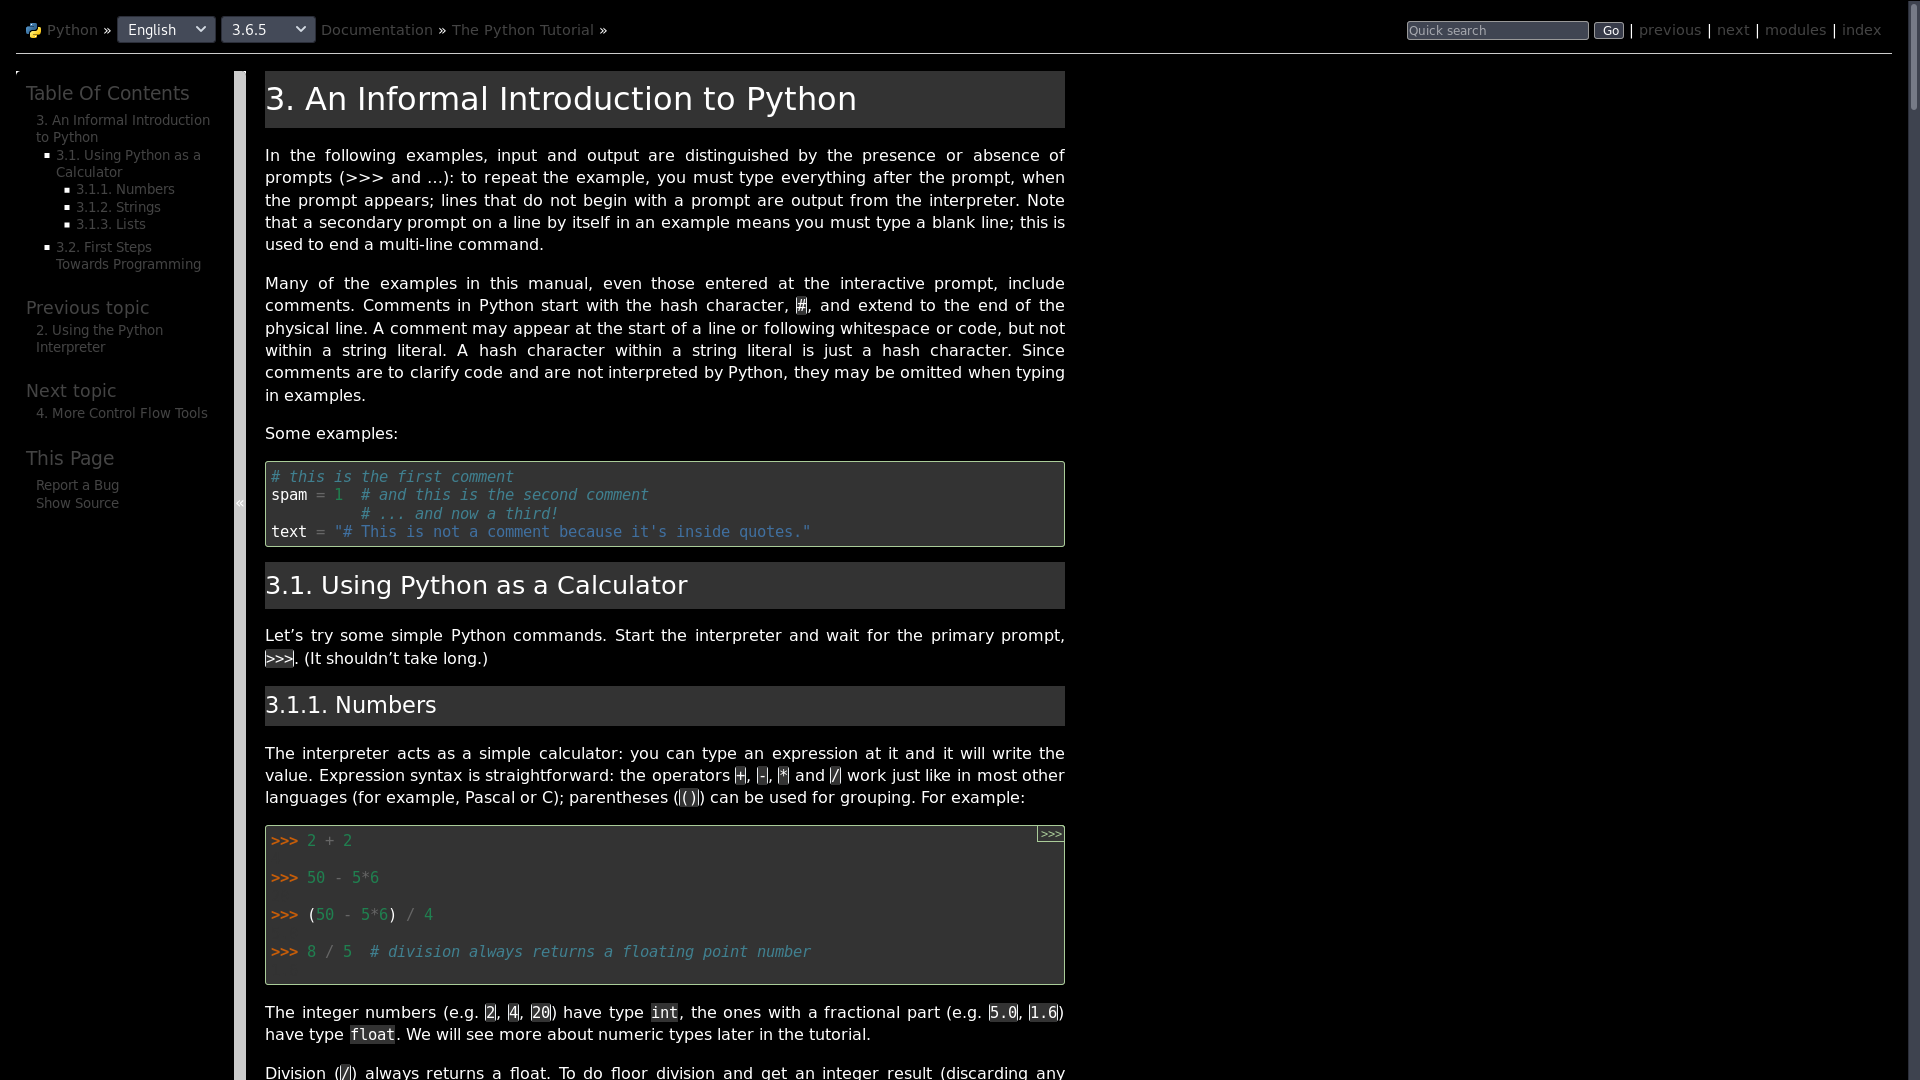 Python » English 3.6.5 Documentation » The Python Tutorial »
Quick search Go | previous | next | modules | index
Table Of Contents
3. An Informal Introduction
to Python
3.1. Using Python as a
Calculator
3.1.1. Numbers
3.1.2. Strings
3.1.3. Lists
3.2. First Steps
Towards Programming
Previous topic
2. Using the Python
Interpreter
Next topic
4. More Control Flow Tools
This Page
Report a Bug
Show Source
«
3. An Informal Introduction to Python
In the following examples, input and output are distinguished by the presence or absence of
prompts (>>> and …): to repeat the example, you must type everything after the prompt, when
the prompt appears; lines that do not begin with a prompt are output from the interpreter. Note
that a secondary prompt on a line by itself in an example means you must type a blank line; this is
used to end a multi-line command.
Many of the examples in this manual, even those entered at the interactive prompt, include
comments. Comments in Python start with the hash character, #, and extend to the end of the
physical line. A comment may appear at the start of a line or following whitespace or code, but not
within a string literal. A hash character within a string literal is just a hash character. Since
comments are to clarify code and are not interpreted by Python, they may be omitted when typing
in examples.
Some examples:
# this is the first comment
spam = 1  # and this is the second comment
          # ... and now a third!
text = "# This is not a comment because it's inside quotes."
3.1. Using Python as a Calculator
Let’s try some simple Python commands. Start the interpreter and wait for the primary prompt,
>>>. (It shouldn’t take long.)
3.1.1. Numbers
The interpreter acts as a simple calculator: you can type an expression at it and it will write the
value. Expression syntax is straightforward: the operators +, -, * and / work just like in most other
languages (for example, Pascal or C); parentheses (()) can be used for grouping. For example:
>>>
>>> 2 + 2
>>> 50 - 5*6
>>> (50 - 5*6) / 4
>>> 8 / 5  # division always returns a floating point number
The integer numbers (e.g. 2, 4, 20) have type int, the ones with a fractional part (e.g. 5.0, 1.6)
have type float. We will see more about numeric types later in the tutorial.
Division (/) always returns a float. To do floor division and get an integer result (discarding any